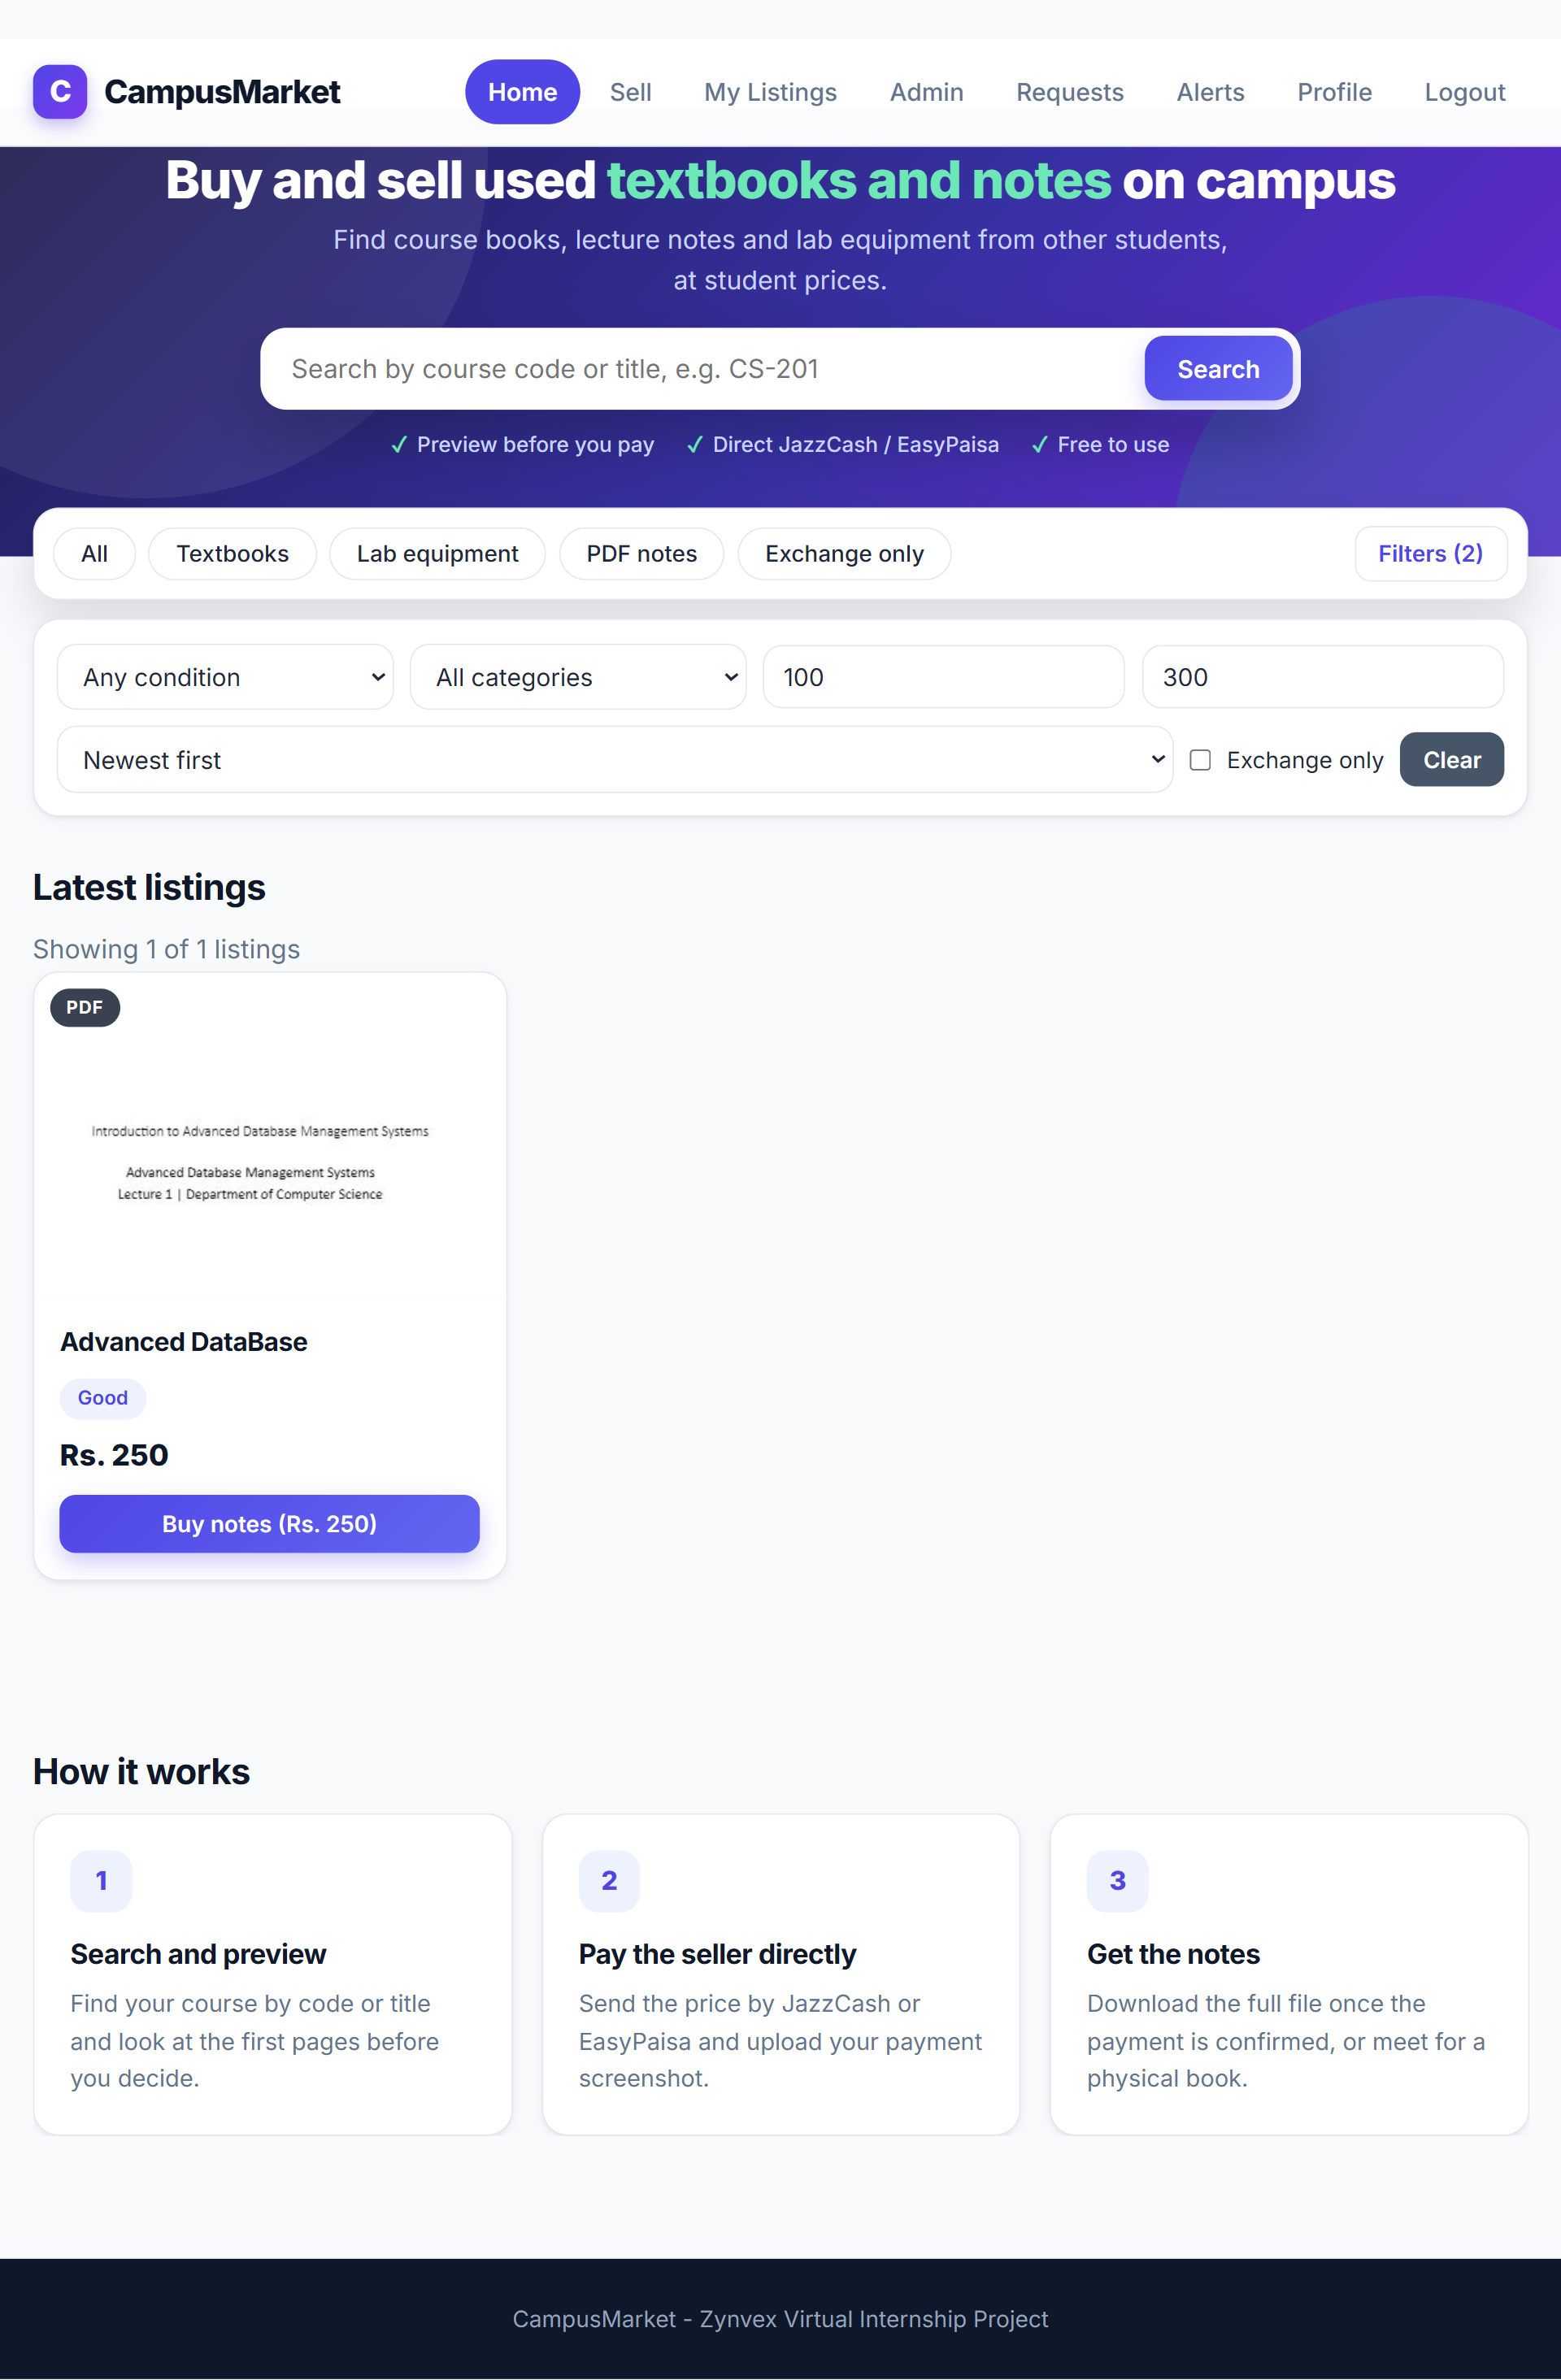 C CampusMarket Home Sell My Listings Admin Requests Alerts Profile Logout
Buy and sell used textbooks and notes on campus
Find course books, lecture notes and lab equipment from other students,
at student prices.
Search by course code or title, e.g. CS-201 Search
✓ Preview before you pay ✓ Direct JazzCash / EasyPaisa ✓ Free to use
All Textbooks Lab equipment PDF notes Exchange only Filters (2)
Any condition All categories 100 300
Newest first Exchange only Clear
Latest listings
Showing 1 of 1 listings
PDF
Introduction to Advanced Database Management Systems
Advanced Database Management Systems
Lecture 1 | Department of Computer Science
Advanced DataBase
Good
Rs. 250
Buy notes (Rs. 250)
How it works
1
Search and preview
Find your course by code or title
and look at the first pages before
you decide.
2
Pay the seller directly
Send the price by JazzCash or
EasyPaisa and upload your payment
screenshot.
3
Get the notes
Download the full file once the
payment is confirmed, or meet for a
physical book.
CampusMarket - Zynvex Virtual Internship Project